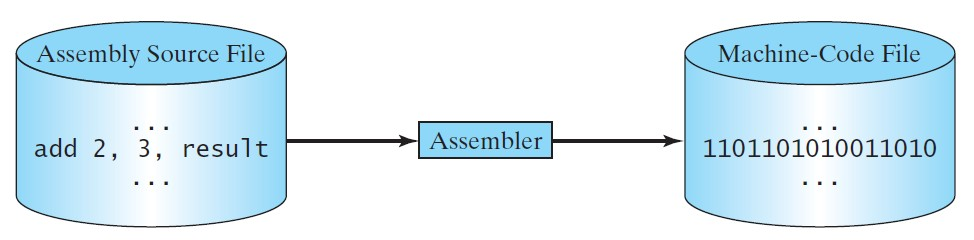 Assembly Source File
...
add 2, 3, result
...
Assembler
Machine-Code File
...
1101101010011010
...